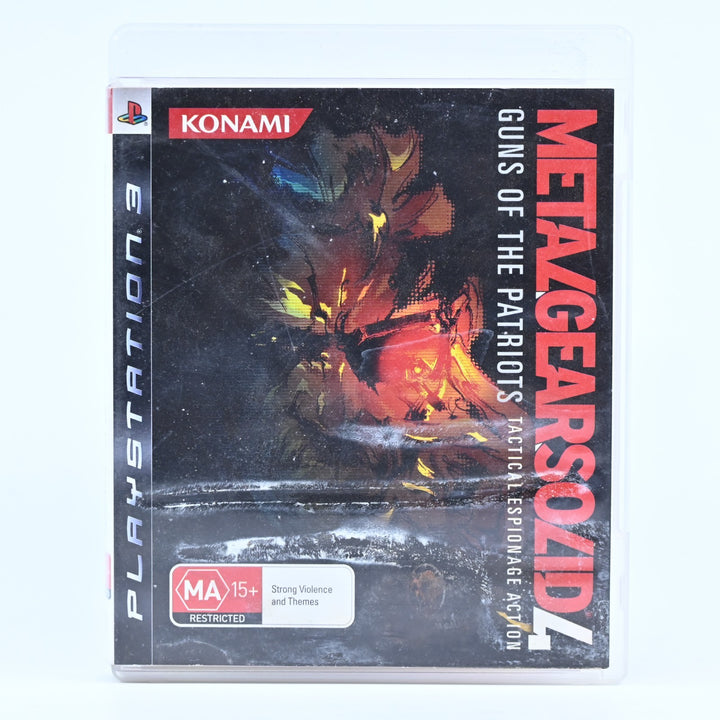 KONAMI
PLAYSTATION 3
METAL GEAR SOLID 4
GUNS OF THE PATRIOTS TACTICAL ESPIONAGE ACTION
MA 15+
RESTRICTED
Strong Violence
and Themes